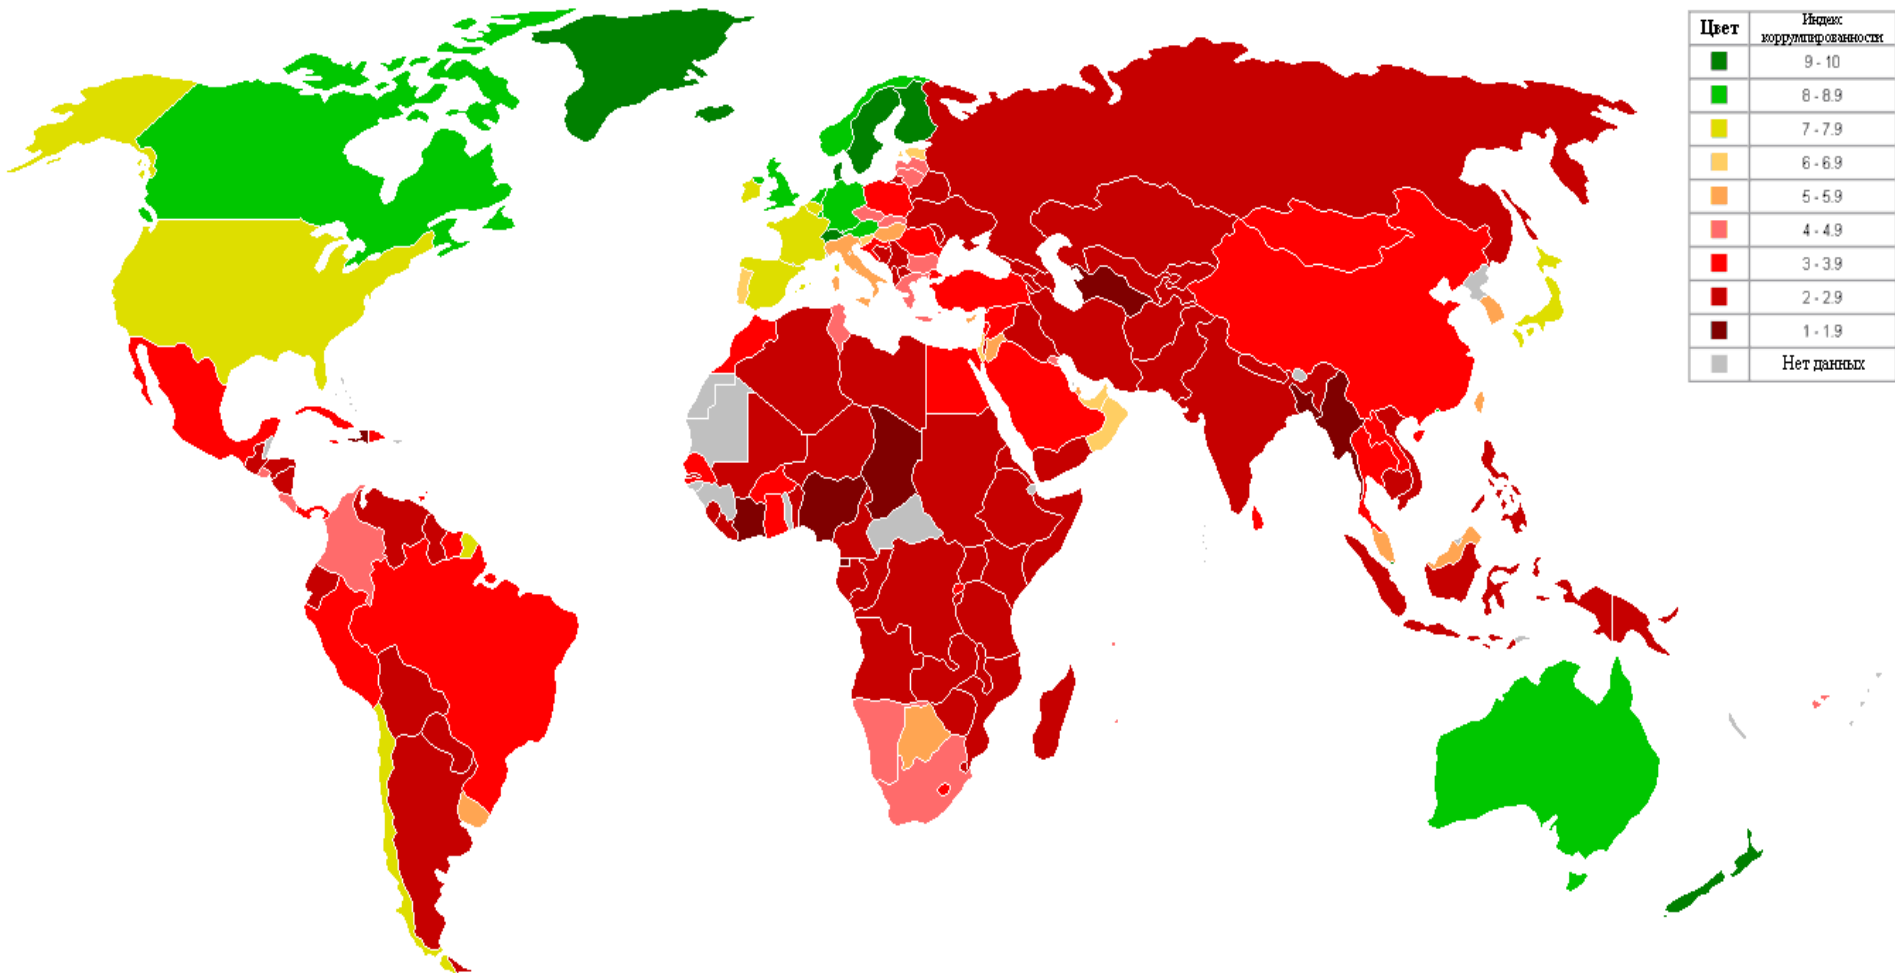 Цвет
Индекс
коррумпированности
9 - 10
8 - 8.9
7 - 7.9
6 - 6.9
5 - 5.9
4 - 4.9
3 - 3.9
2 - 2.9
1 - 1.9
Нет данных